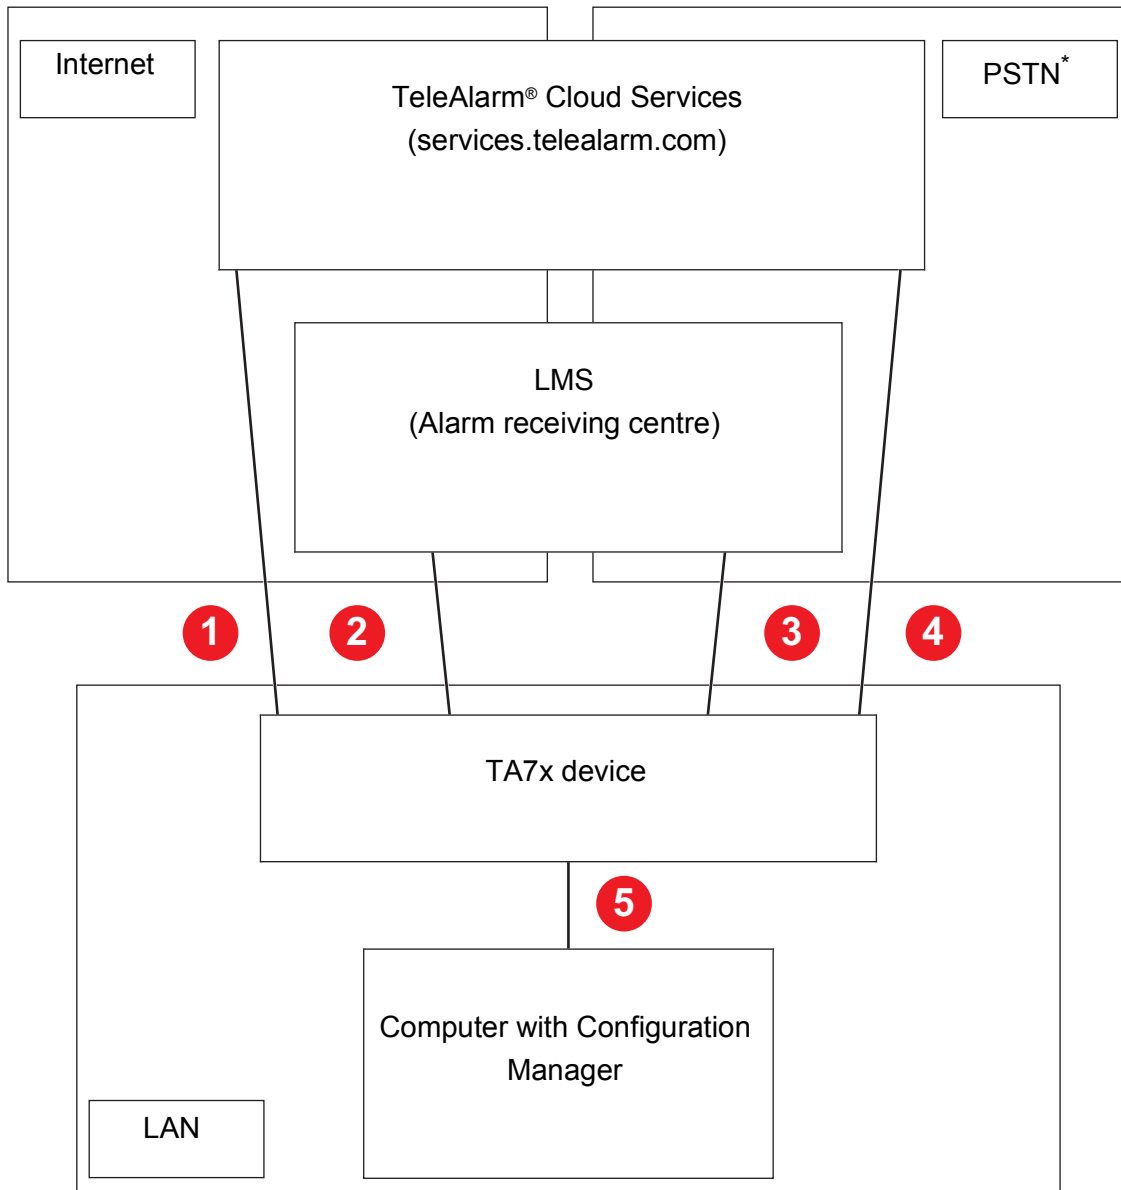 Internet
TeleAlarm® Cloud Services
(services.telealarm.com)
PSTN*
LMS
(Alarm receiving centre)
1
2
3
4
TA7x device
5
Computer with Configuration
Manager
LAN